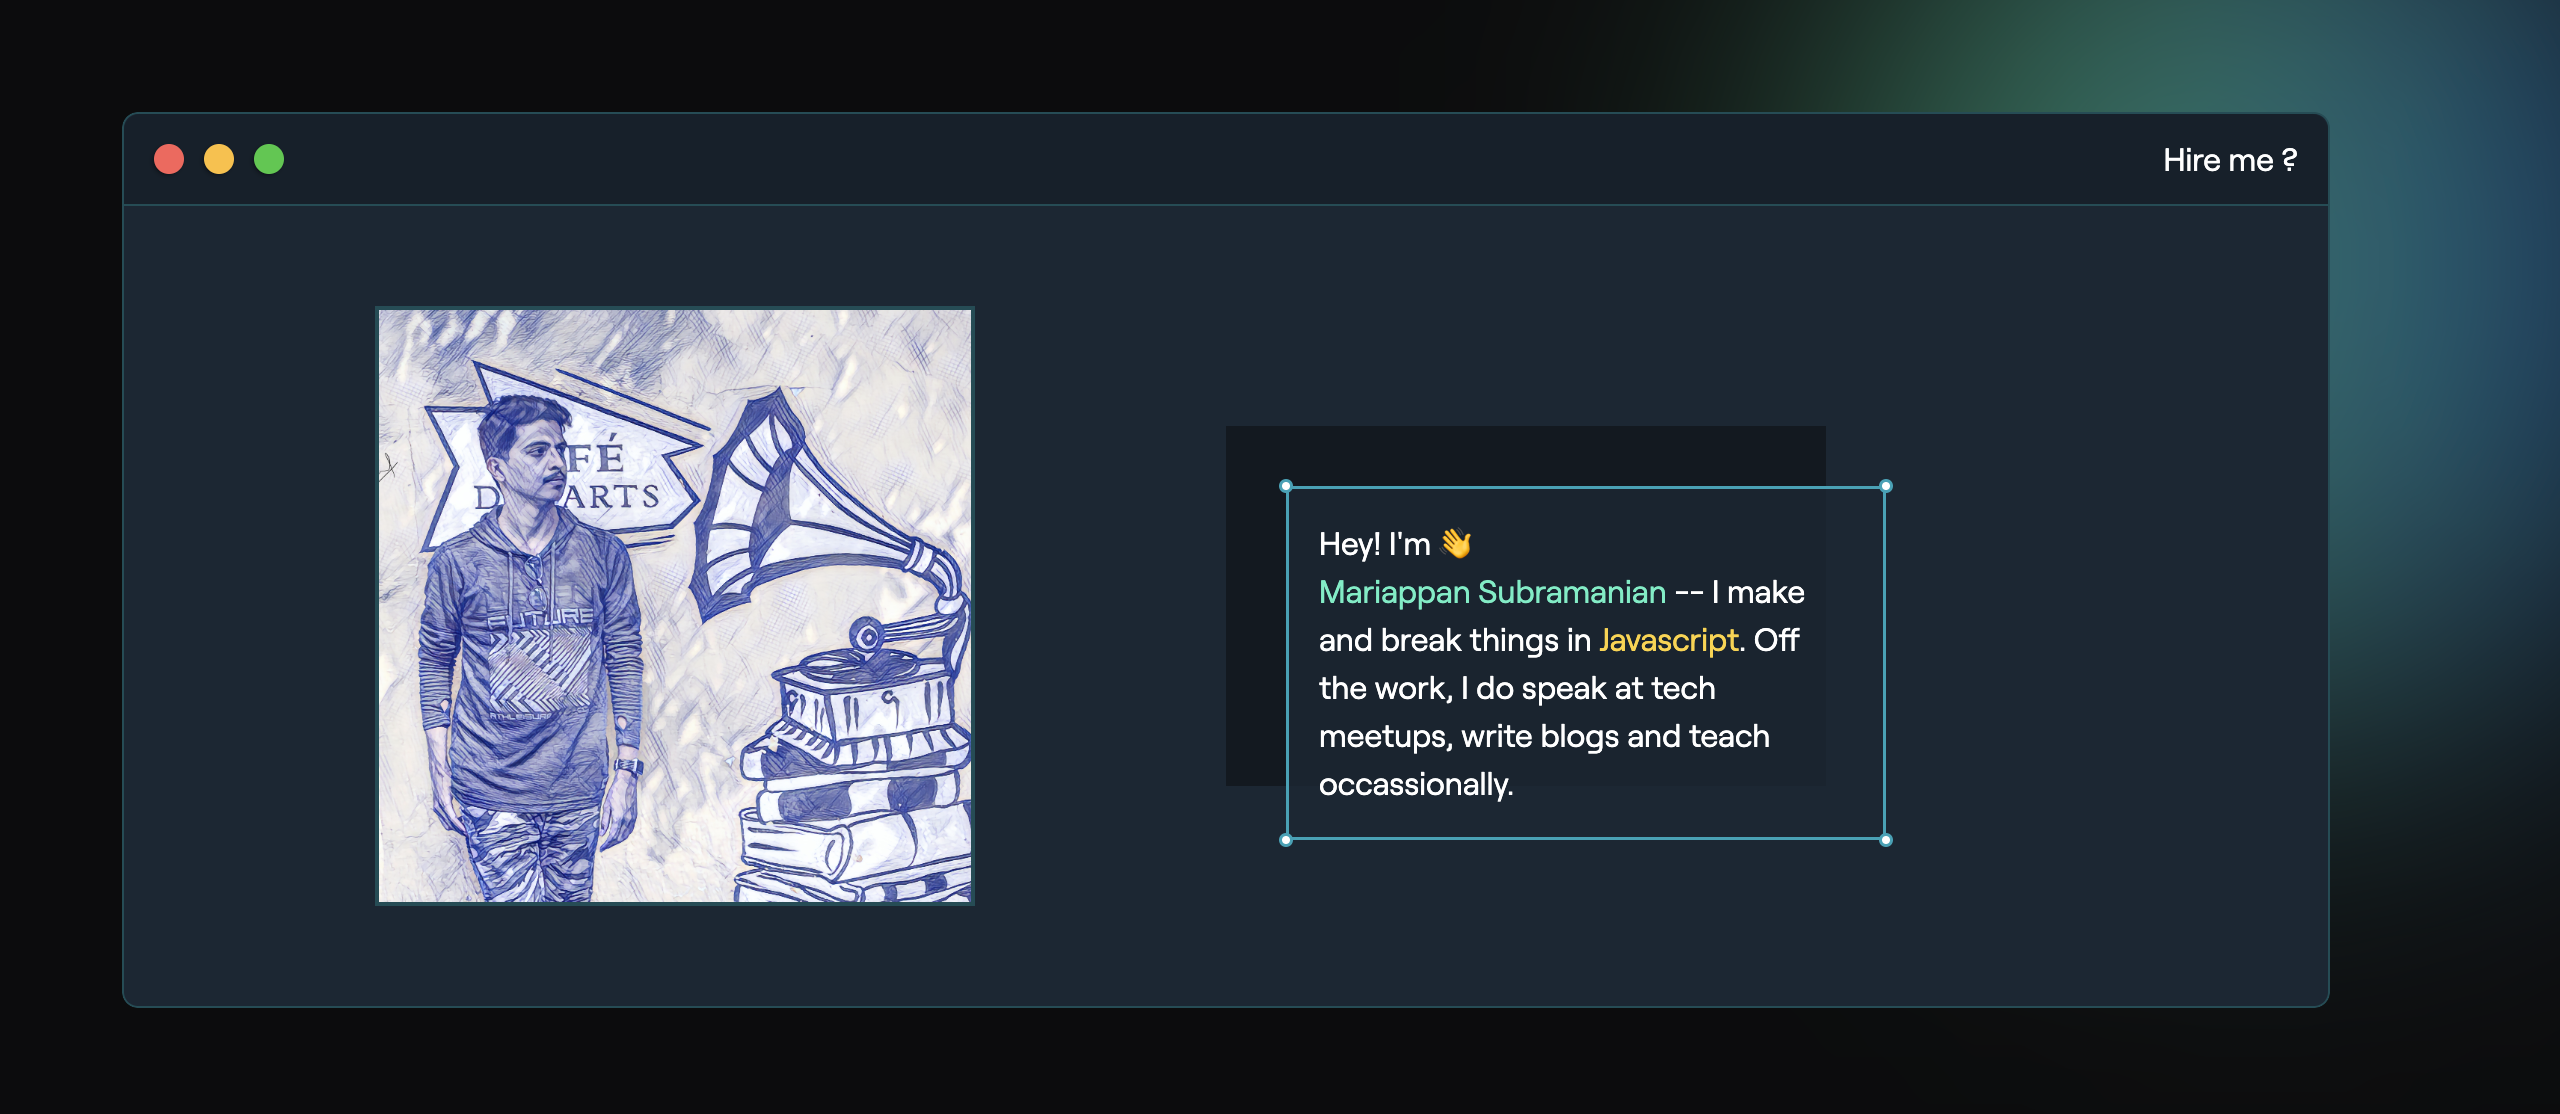 Hire me ?
FÉ
D ARTS
FUTURE
ATHLEISURE
Hey! I'm 👋
Mariappan Subramanian -- I make
and break things in Javascript. Off
the work, I do speak at tech
meetups, write blogs and teach
occassionally.